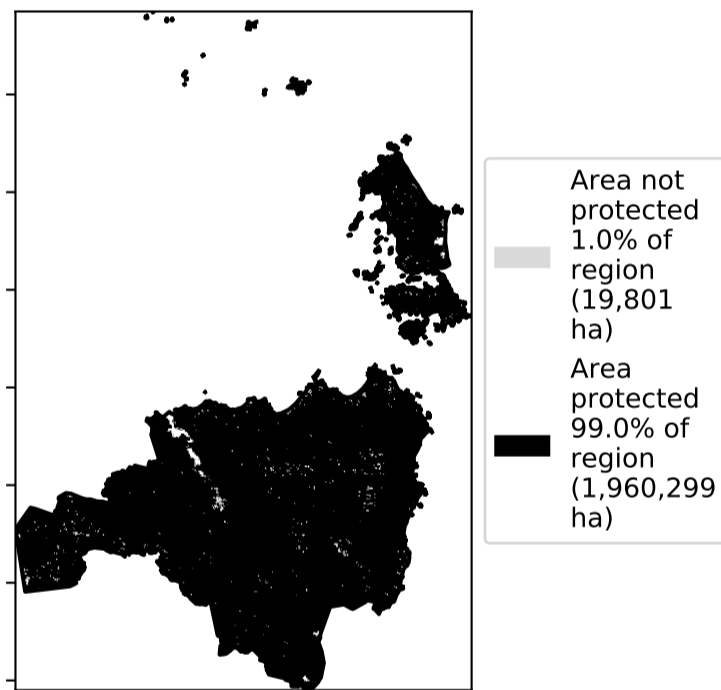 Area not
protected
1.0% of
region
(19,801
ha)
Area
protected
99.0% of
region
(1,960,299
ha)